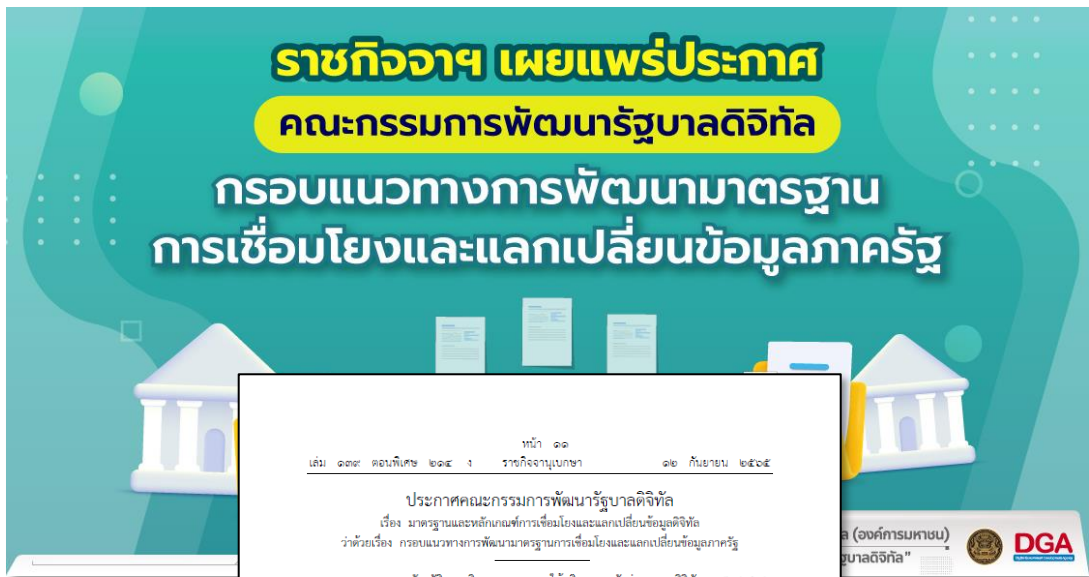 ราชกิจจาฯ เผยแพร่ประกาศ
คณะกรรมการพัฒนารัฐบาลดิจิทัล
กรอบแนวทางการพัฒนามาตรฐาน
การเชื่อมโยงและแลกเปลี่ยนข้อมูลภาครัฐ
หน้า ๑๑
เล่ม ๑๓๙ ตอนพิเศษ ๒๑๔ ง ราชกิจจานุเบกษา ๑๒ กันยายน ๒๕๖๕
ประกาศคณะกรรมการพัฒนารัฐบาลดิจิทัล
เรื่อง มาตรฐานและหลักเกณฑ์การเชื่อมโยงและแลกเปลี่ยนข้อมูลดิจิทัล
ว่าด้วยเรื่อง กรอบแนวทางการพัฒนามาตรฐานการเชื่อมโยงและแลกเปลี่ยนข้อมูลภาครัฐ
ล (องค์การมหาชน)
ฐบาลดิจิทัล"
DGA